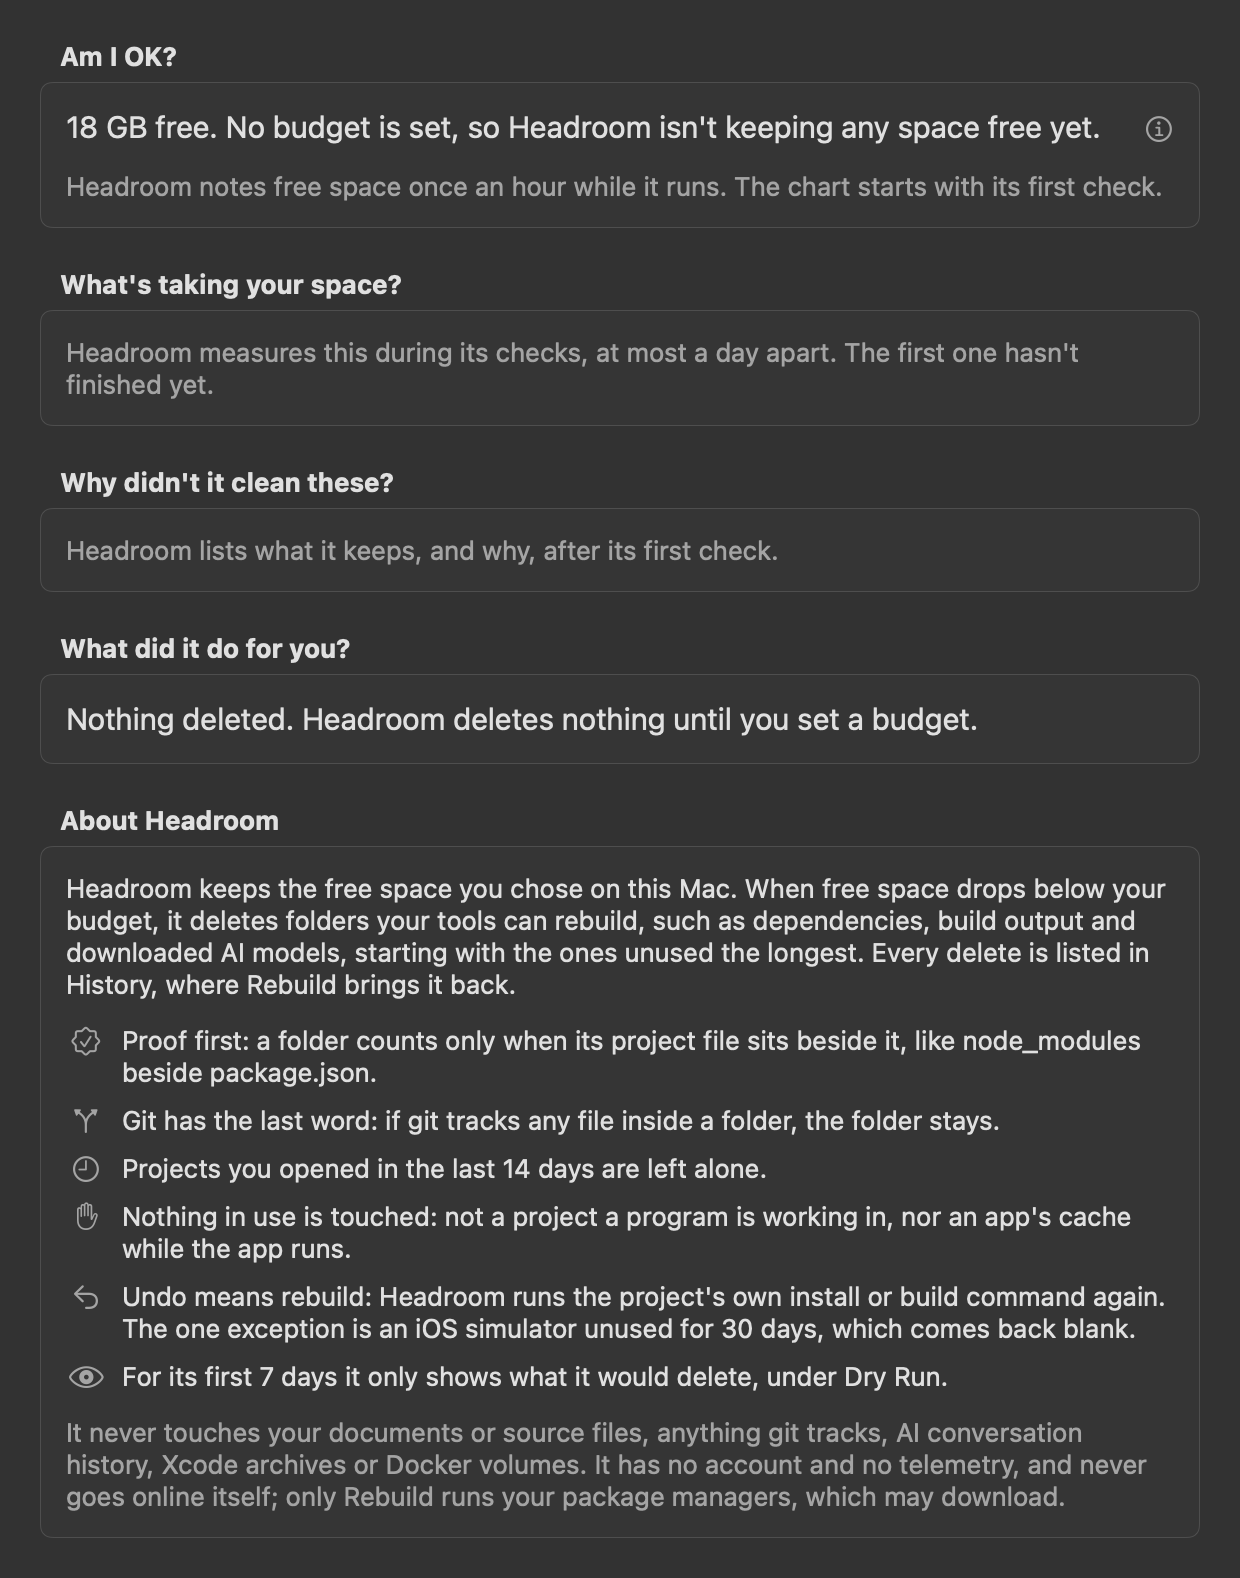 Am I OK?
18 GB free. No budget is set, so Headroom isn't keeping any space free yet.
Headroom notes free space once an hour while it runs. The chart starts with its first check.
What's taking your space?
Headroom measures this during its checks, at most a day apart. The first one hasn't
finished yet.
Why didn't it clean these?
Headroom lists what it keeps, and why, after its first check.
What did it do for you?
Nothing deleted. Headroom deletes nothing until you set a budget.
About Headroom
Headroom keeps the free space you chose on this Mac. When free space drops below your
budget, it deletes folders your tools can rebuild, such as dependencies, build output and
downloaded AI models, starting with the ones unused the longest. Every delete is listed in
History, where Rebuild brings it back.
Proof first: a folder counts only when its project file sits beside it, like node_modules
beside package.json.
Git has the last word: if git tracks any file inside a folder, the folder stays.
Projects you opened in the last 14 days are left alone.
Nothing in use is touched: not a project a program is working in, nor an app's cache
while the app runs.
Undo means rebuild: Headroom runs the project's own install or build command again.
The one exception is an iOS simulator unused for 30 days, which comes back blank.
For its first 7 days it only shows what it would delete, under Dry Run.
It never touches your documents or source files, anything git tracks, AI conversation
history, Xcode archives or Docker volumes. It has no account and no telemetry, and never
goes online itself; only Rebuild runs your package managers, which may download.